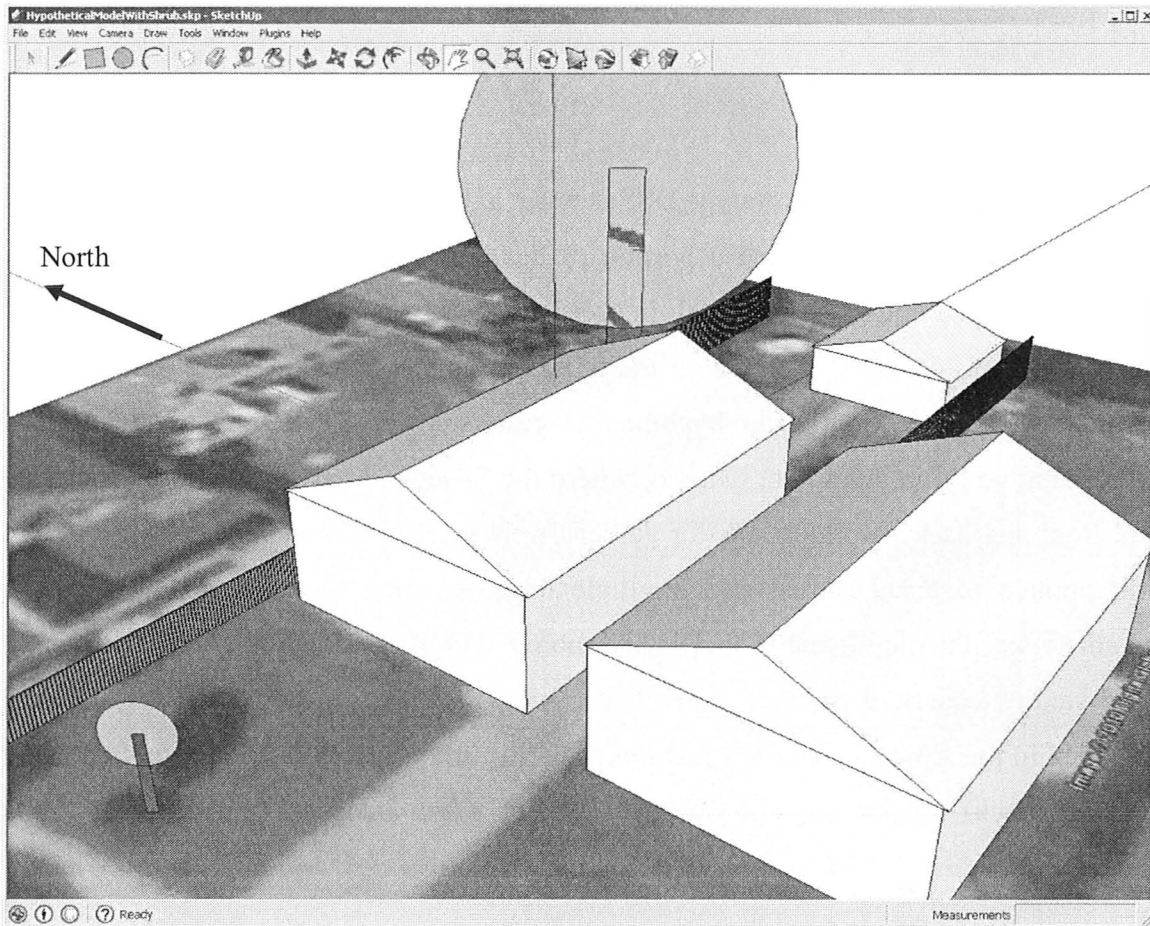 HypotheticalModelWithShrub.skp - SketchUp
File Edit View Camera Draw Tools Window Plugins Help
North
Ready
Measurements